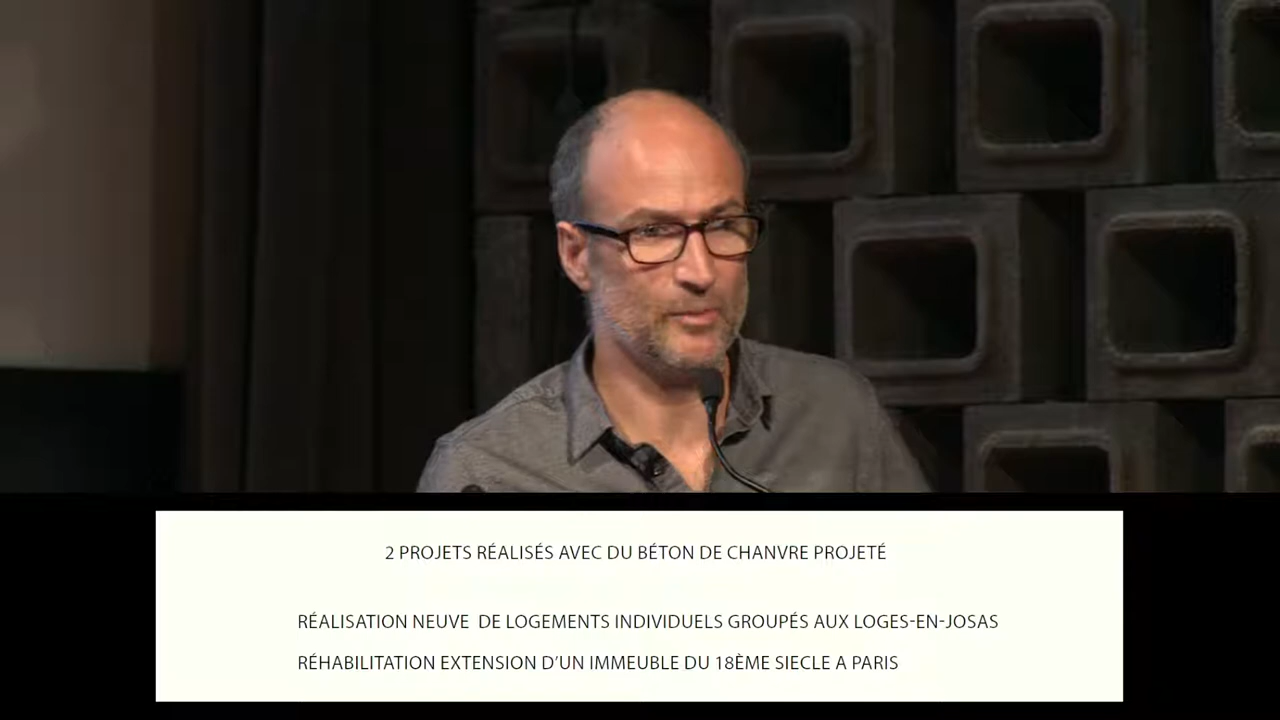 2 PROJETS RÉALISÉS AVEC DU BÉTON DE CHANVRE PROJETÉ
RÉALISATION NEUVE DE LOGEMENTS INDIVIDUELS GROUPÉS AUX LOGES-EN-JOSAS
RÉHABILITATION EXTENSION D’UN IMMEUBLE DU 18ÈME SIECLE A PARIS